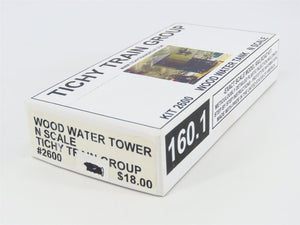 TICHY TRAIN GROUP
KIT 2600
WOOD WATER TANK N SCALE
160.1
WOOD WATER TOWER
N SCALE
TICHY TRAIN GROUP
#2600
$18.00